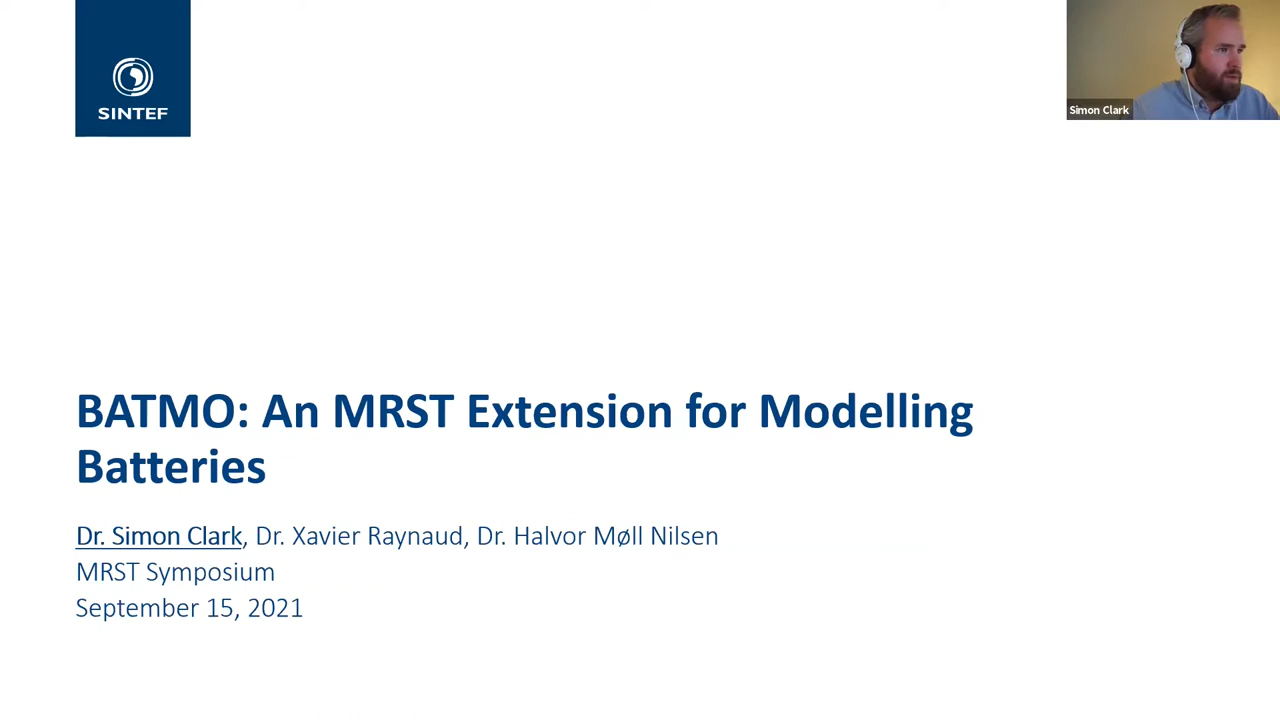 SINTEF
Simon Clark
BATMO: An MRST Extension for Modelling
Batteries
Dr. Simon Clark, Dr. Xavier Raynaud, Dr. Halvor Møll Nilsen
MRST Symposium
September 15, 2021